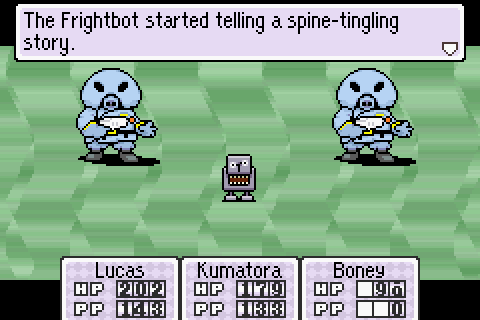 The Frightbot started telling a spine-tingling
story.
Lucas Kumatora Boney
HP 202 HP 179 HP 96
PP 143 PP 133 PP 0